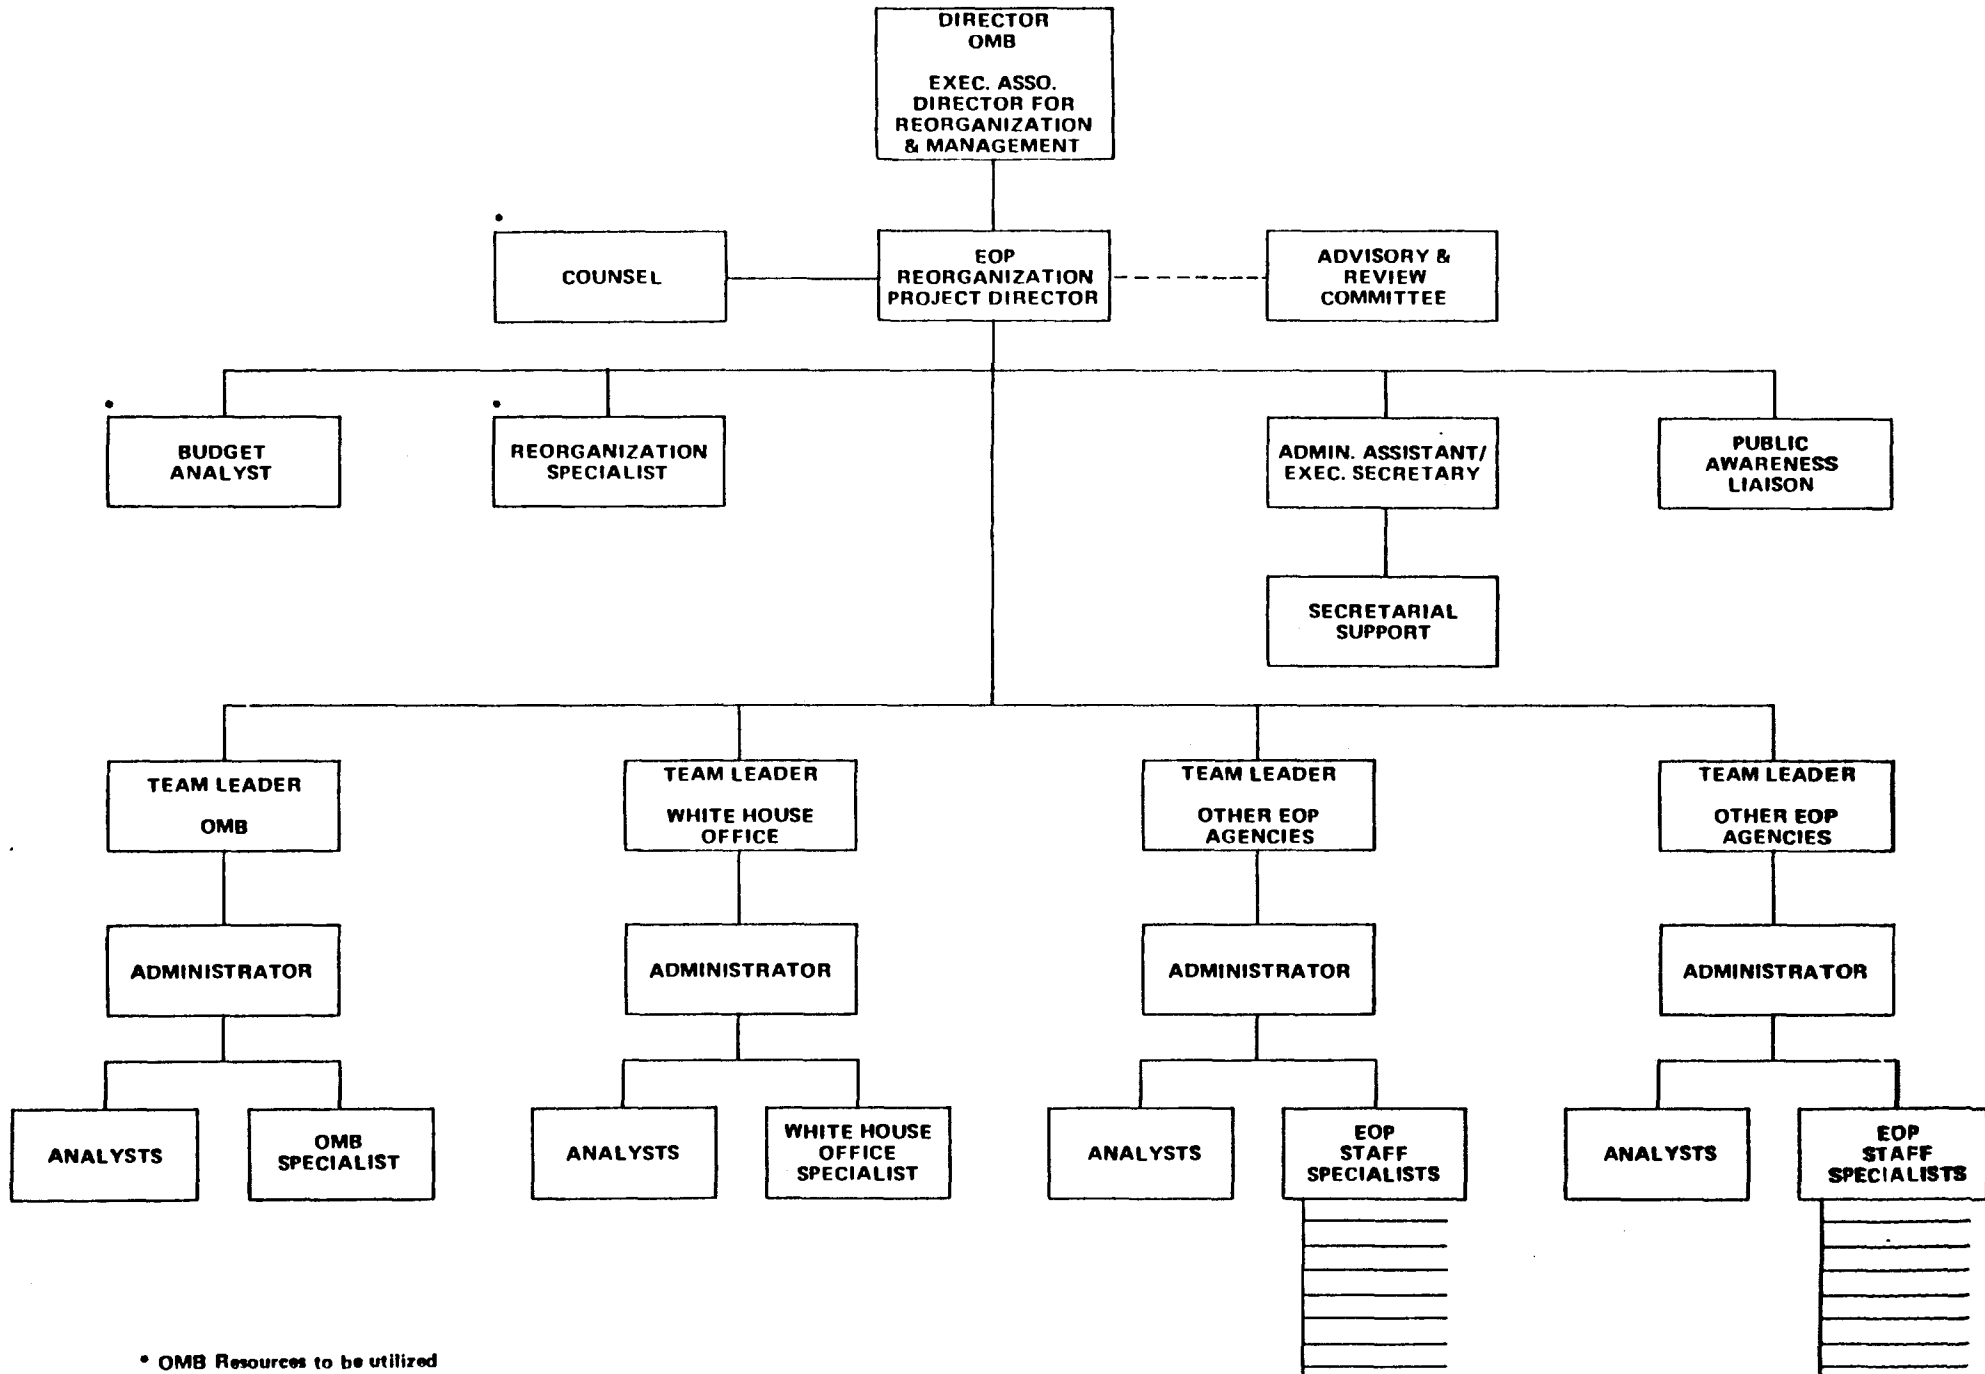 DIRECTOR
OMB
EXEC. ASSO.
DIRECTOR FOR
REORGANIZATION
& MANAGEMENT
•
COUNSEL
EOP
REORGANIZATION
PROJECT DIRECTOR
ADVISORY &
REVIEW
COMMITTEE
•
BUDGET
ANALYST
•
REORGANIZATION
SPECIALIST
ADMIN. ASSISTANT/
EXEC. SECRETARY
PUBLIC
AWARENESS
LIAISON
SECRETARIAL
SUPPORT
TEAM LEADER
OMB
TEAM LEADER
WHITE HOUSE
OFFICE
TEAM LEADER
OTHER EOP
AGENCIES
TEAM LEADER
OTHER EOP
AGENCIES
ADMINISTRATOR
ADMINISTRATOR
ADMINISTRATOR
ADMINISTRATOR
ANALYSTS
OMB
SPECIALIST
ANALYSTS
WHITE HOUSE
OFFICE
SPECIALIST
ANALYSTS
EOP
STAFF
SPECIALISTS
ANALYSTS
EOP
STAFF
SPECIALISTS
• OMB Resources to be utilized